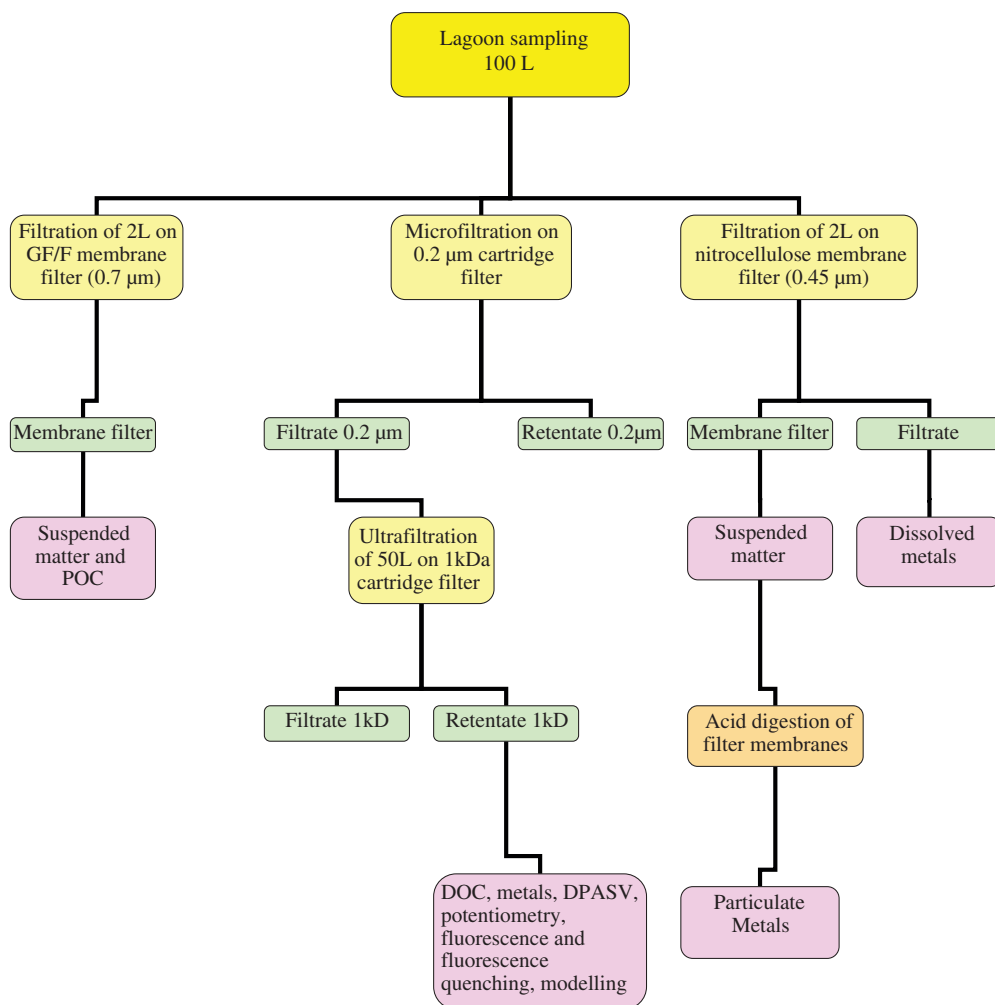 Lagoon sampling
100 L
Filtration of 2L on
GF/F membrane
filter (0.7 µm)
Microfiltration on
0.2 µm cartridge
filter
Filtration of 2L on
nitrocellulose membrane
filter (0.45 µm)
Membrane filter
Filtrate 0.2 µm
Retentate 0.2µm
Membrane filter
Filtrate
Suspended
matter and
POC
Ultrafiltration
of 50L on 1kDa
cartridge filter
Suspended
matter
Dissolved
metals
Filtrate 1kD
Retentate 1kD
Acid digestion of
filter membranes
DOC, metals, DPASV,
potentiometry,
fluorescence and
fluorescence
quenching, modelling
Particulate
Metals